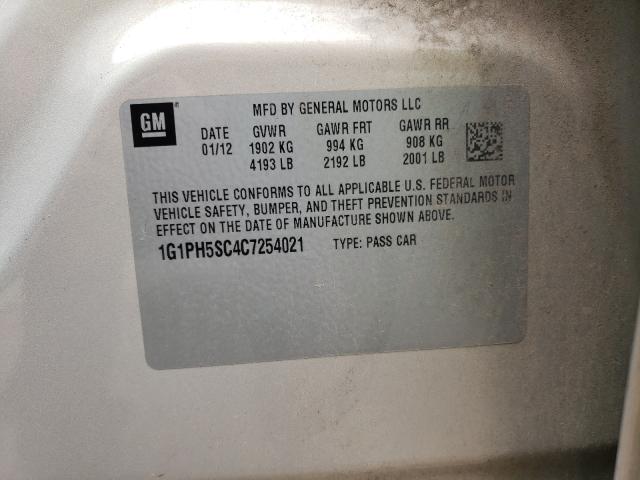 GM
MFD BY GENERAL MOTORS LLC
DATE GVWR GAWR FRT GAWR RR
01/12 1902 KG 994 KG 908 KG
4193 LB 2192 LB 2001 LB
THIS VEHICLE CONFORMS TO ALL APPLICABLE U.S. FEDERAL MOTOR
VEHICLE SAFETY, BUMPER, AND THEFT PREVENTION STANDARDS IN
EFFECT ON THE DATE OF MANUFACTURE SHOWN ABOVE.
1G1PH5SC4C7254021 TYPE: PASS CAR